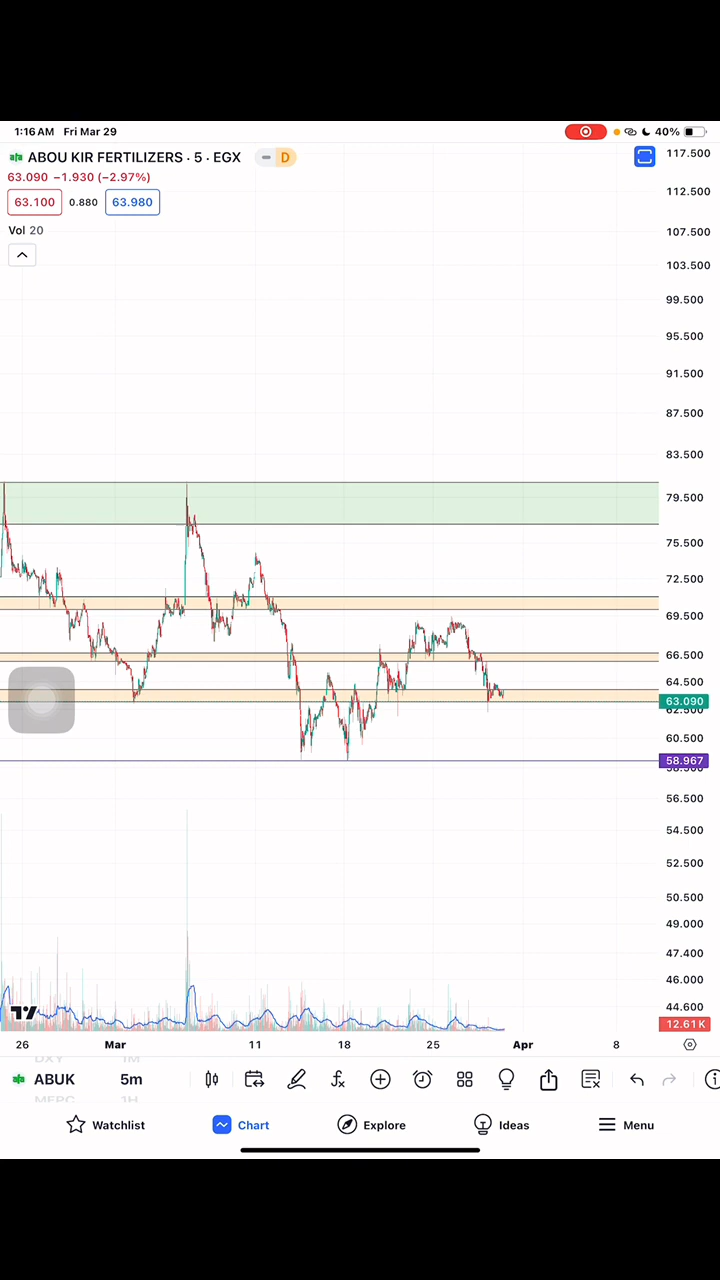 1:16 AM Fri Mar 29
40%
ABOU KIR FERTILIZERS · 5 · EGX
D
63.090 −1.930 (−2.97%)
63.100 0.880 63.980
Vol 20
117.500
112.500
107.500
103.500
99.500
95.500
91.500
87.500
83.500
79.500
75.500
72.500
69.500
66.500
64.500
63.090
62.500
60.500
58.967
56.500
54.500
52.500
50.500
49.000
47.400
46.000
44.600
12.61 K
26 Mar 11 18 25 Apr 8
DXY 1M
ABUK 5m
MFPC 1H
Watchlist Chart Explore Ideas Menu